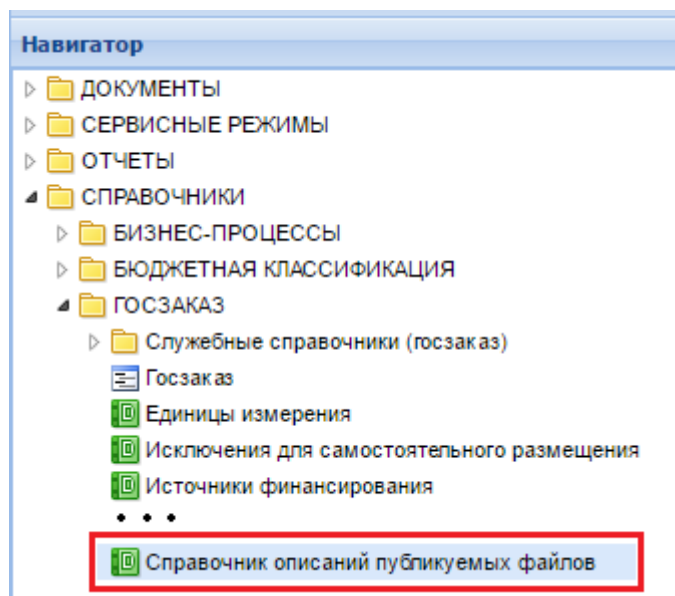 Навигатор
ДОКУМЕНТЫ
СЕРВИСНЫЕ РЕЖИМЫ
ОТЧЕТЫ
СПРАВОЧНИКИ
БИЗНЕС-ПРОЦЕССЫ
БЮДЖЕТНАЯ КЛАССИФИКАЦИЯ
ГОСЗАКАЗ
Служебные справочники (госзаказ)
Госзаказ
Единицы измерения
Исключения для самостоятельного размещения
Источники финансирования
• • •
Справочник описаний публикуемых файлов